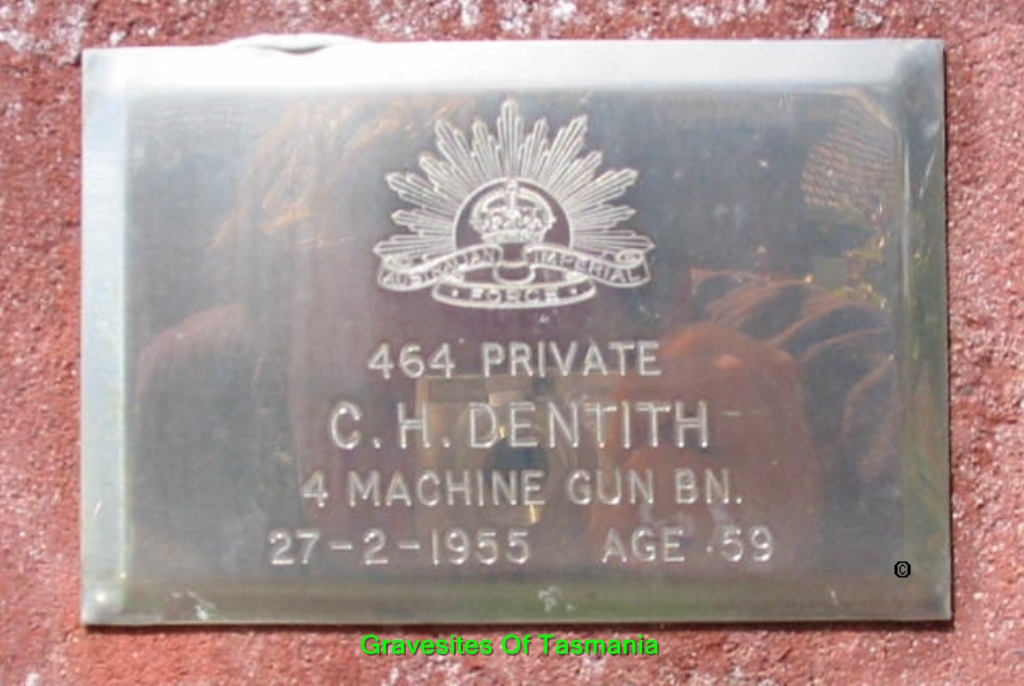 AUSTRALIAN IMPERIAL
FORCE
464 PRIVATE
C. H. DENTITH
4 MACHINE GUN BN.
27-2-1955 AGE 59
©
Gravesites Of Tasmania